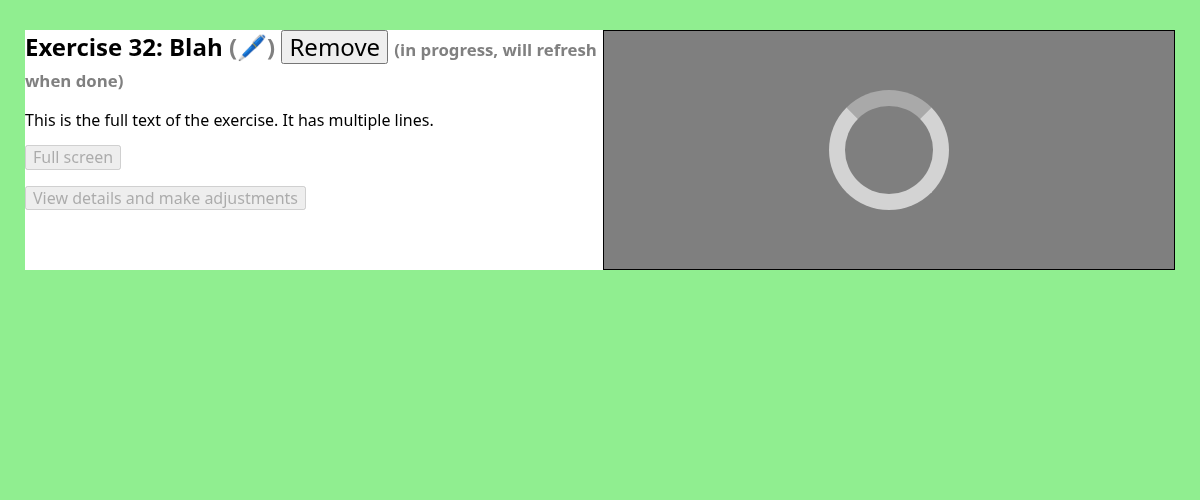 Exercise 32: Blah (🖊️) Remove (in progress, will refresh
when done)
This is the full text of the exercise. It has multiple lines.
Full screen
View details and make adjustments